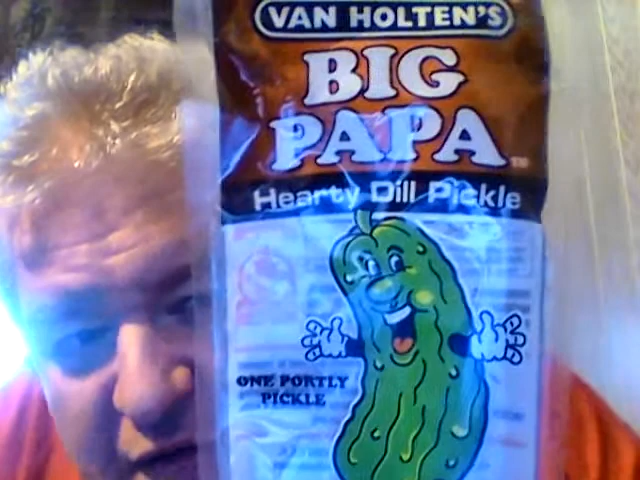 VAN HOLTEN'S
BIG
PAPA
Hearty Dill Pickle
ONE PORTLY
PICKLE